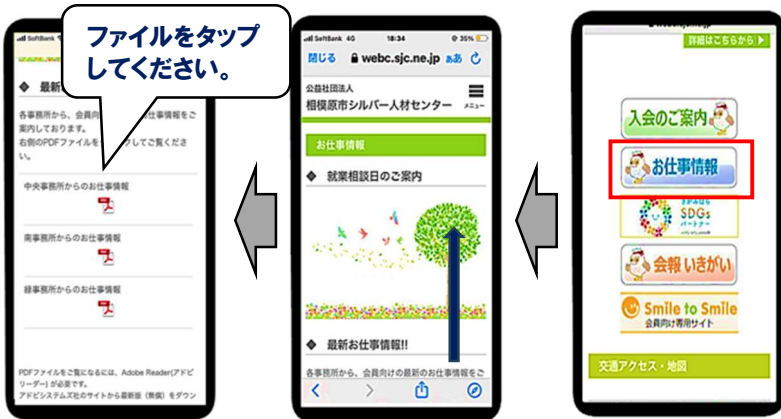 ファイルをタップ
してください。
SoftBank
◆ 最新
各事務所から、会員向
お仕事情報をご
案内しております。
右側のPDFファイルを
クしてご覧くださ
い。
中央事務所からのお仕事情報
南事務所からのお仕事情報
緑事務所からのお仕事情報
PDFファイルをご覧になるには、Adobe Reader(アドビ
リーダー) が必要です。
アドビシステムズ社のサイトから最新版（無償）をダウン
SoftBank 4G 18:34 35%
閉じる webc.sjc.ne.jp ああ
公益社団法人
相模原市シルバー人材センター
メニュー
お仕事情報
◆ 就業相談日のご案内
◆ 最新お仕事情報!!
各事務所から、会員向けの最新のお仕事情報をご
詳細はこちらから ▶
入会のご案内
お仕事情報
さがみはら
SDGs
パートナー
会報 いきがい
Smile to Smile
会員向け専用サイト
交通アクセス・地図